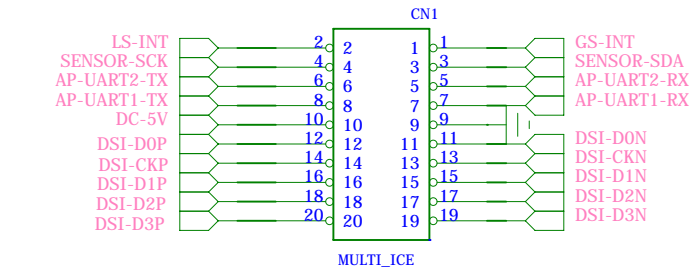 CN1
LS-INT 2 2 1 1 GS-INT
SENSOR-SCK 4 4 3 3 SENSOR-SDA
AP-UART2-TX 6 6 5 5 AP-UART2-RX
AP-UART1-TX 8 8 7 7 AP-UART1-RX
DC-5V 10 10 9 9
DSI-D0P 12 12 11 11 DSI-D0N
DSI-CKP 14 14 13 13 DSI-CKN
DSI-D1P 16 16 15 15 DSI-D1N
DSI-D2P 18 18 17 17 DSI-D2N
DSI-D3P 20 20 19 19 DSI-D3N
MULTI_ICE